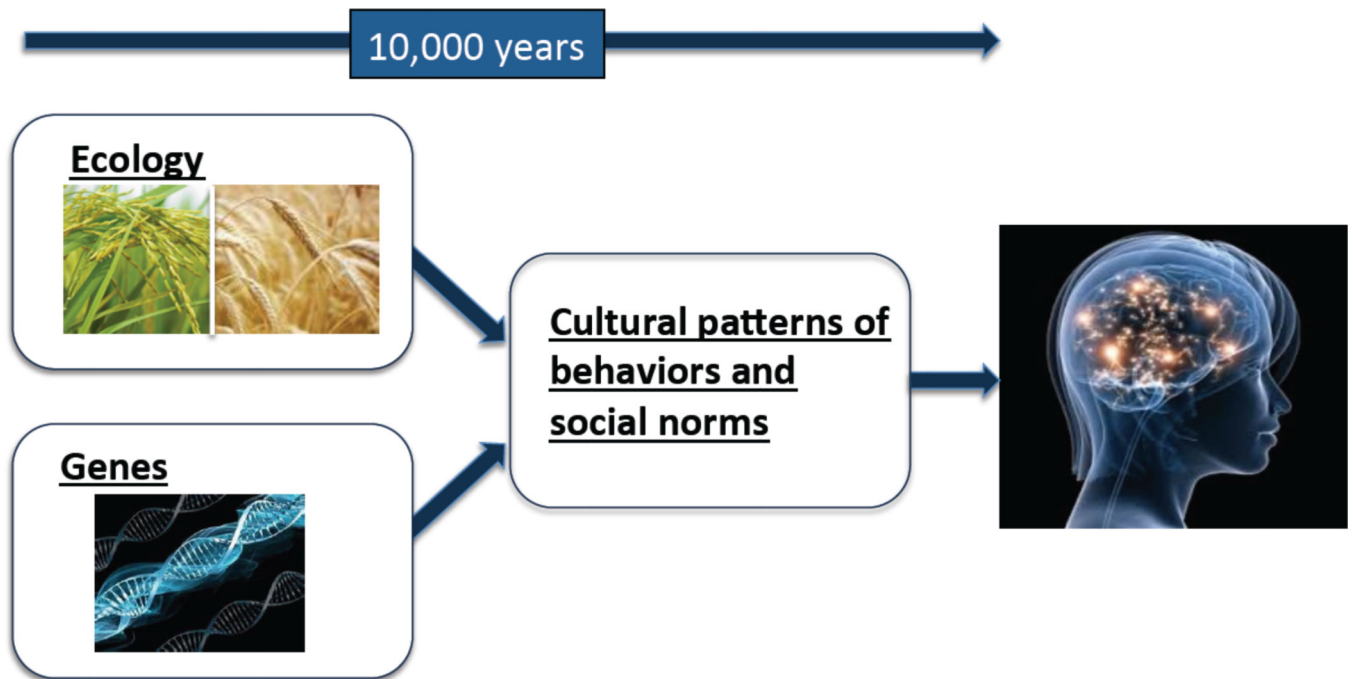 10,000 years
Ecology
Genes
Cultural patterns of
behaviors and
social norms